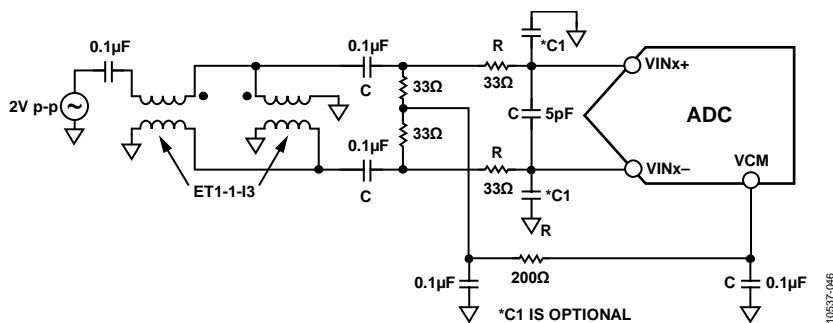 0.1µF
2V p-p
ET1-1-I3
0.1µF
C
33Ω
33Ω
0.1µF
C
R
33Ω
*C1
C 5pF
R
33Ω
*C1
R
VINx+
ADC
VINx–
VCM
0.1µF
200Ω
C 0.1µF
*C1 IS OPTIONAL
10537-046